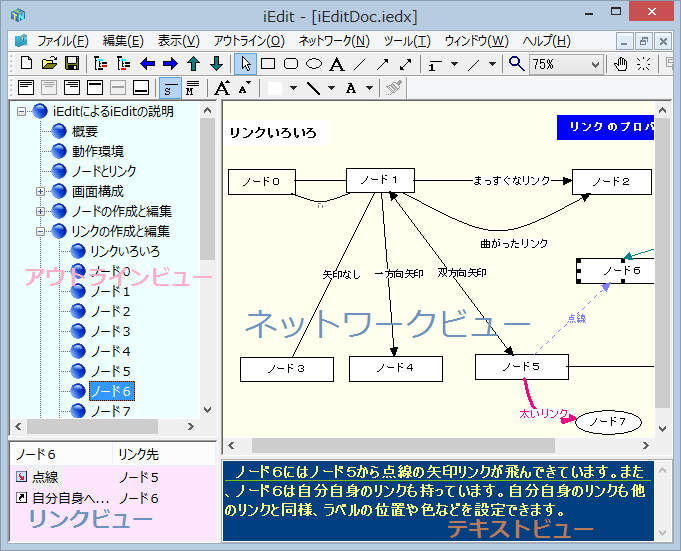 iEdit - [iEditDoc.iedx]
ファイル(F) 編集(E) 表示(V) アウトライン(O) ネットワーク(N) ツール(T) ウィンドウ(W) ヘルプ(H)
75%
S M A A A
iEditによるiEditの説明
概要
動作環境
ノードとリンク
画面構成
ノードの作成と編集
リンクの作成と編集
リンクいろいろ
ノード0
ノード1
ノード2
ノード3
ノード4
ノード5
ノード6
ノード7
アウトラインビュー
リンクいろいろ
リンクのプロパ
ノード0
ノード1
まっすぐなリンク
ノード2
曲がったリンク
ノード6
矢印なし
一方向矢印
双方向矢印
点線
ネットワークビュー
ノード3
ノード4
ノード5
太いリンク
ノード7
ノード6 リンク先
点線 ノード5
自分自身へ... ノード6
リンクビュー
ノード6にはノード5から点線の矢印リンクが飛んできています。また
、ノード6は自分自身のリンクも持っています。自分自身のリンクも他
のリンクと同様、ラベルの位置や色などを設定できます。
テキストビュー